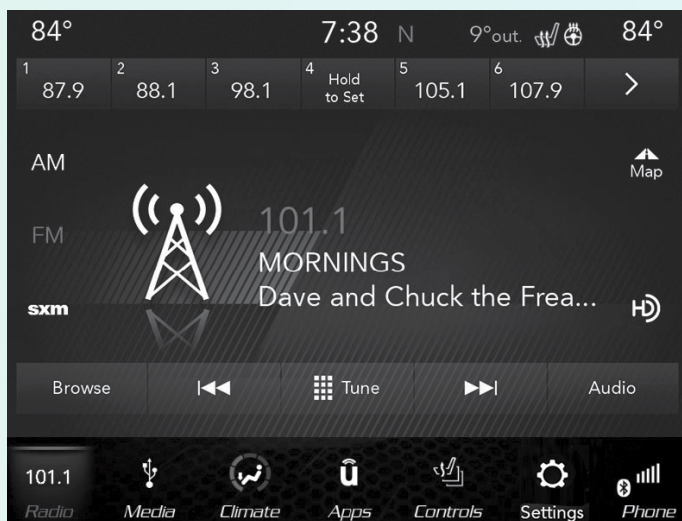 84° 7:38 N 9°out. 84°
1 87.9 2 88.1 3 98.1 4 Hold to Set 5 105.1 6 107.9
AM
Map
FM
101.1
MORNINGS
Dave and Chuck the Frea...
sxm
HD
Browse Tune Audio
101.1 û
Radio Media Climate Apps Controls Settings Phone